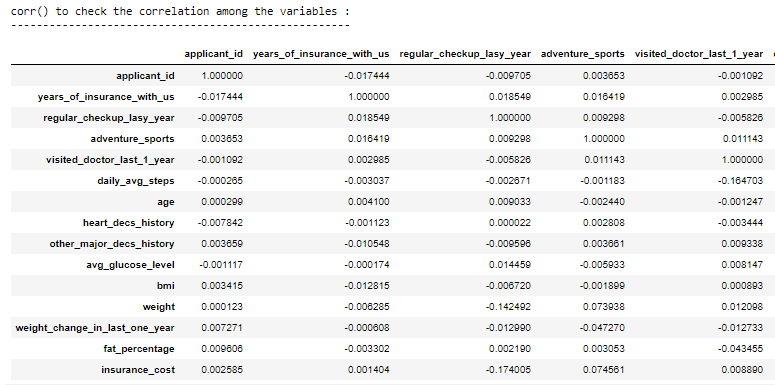 corr() to check the correlation among the variables :
----------------------------------------------------
applicant_id years_of_insurance_with_us regular_checkup_lasy_year adventure_sports visited_doctor_last_1_year
applicant_id 1.000000 -0.017444 -0.009705 0.003653 -0.001092
years_of_insurance_with_us -0.017444 1.000000 0.018549 0.016419 0.002985
regular_checkup_lasy_year -0.009705 0.018549 1.000000 0.009298 -0.005826
adventure_sports 0.003653 0.016419 0.009298 1.000000 0.011143
visited_doctor_last_1_year -0.001092 0.002985 -0.005826 0.011143 1.000000
daily_avg_steps -0.000265 -0.003037 -0.002671 -0.001183 -0.164703
age 0.000299 0.004100 0.009033 -0.002440 -0.001247
heart_decs_history -0.007842 -0.001123 0.000022 0.002808 -0.003444
other_major_decs_history 0.003659 -0.010548 -0.009596 0.003661 0.009338
avg_glucose_level -0.001117 -0.000174 0.014459 -0.005933 0.008147
bmi 0.003415 -0.012815 -0.006720 -0.001899 0.000893
weight 0.000123 -0.006285 -0.142492 0.073938 0.012098
weight_change_in_last_one_year 0.007271 -0.000608 -0.012990 -0.047270 -0.012733
fat_percentage 0.009606 -0.003302 0.002190 0.003053 -0.043455
insurance_cost 0.002585 0.001404 -0.174005 0.074561 0.008890